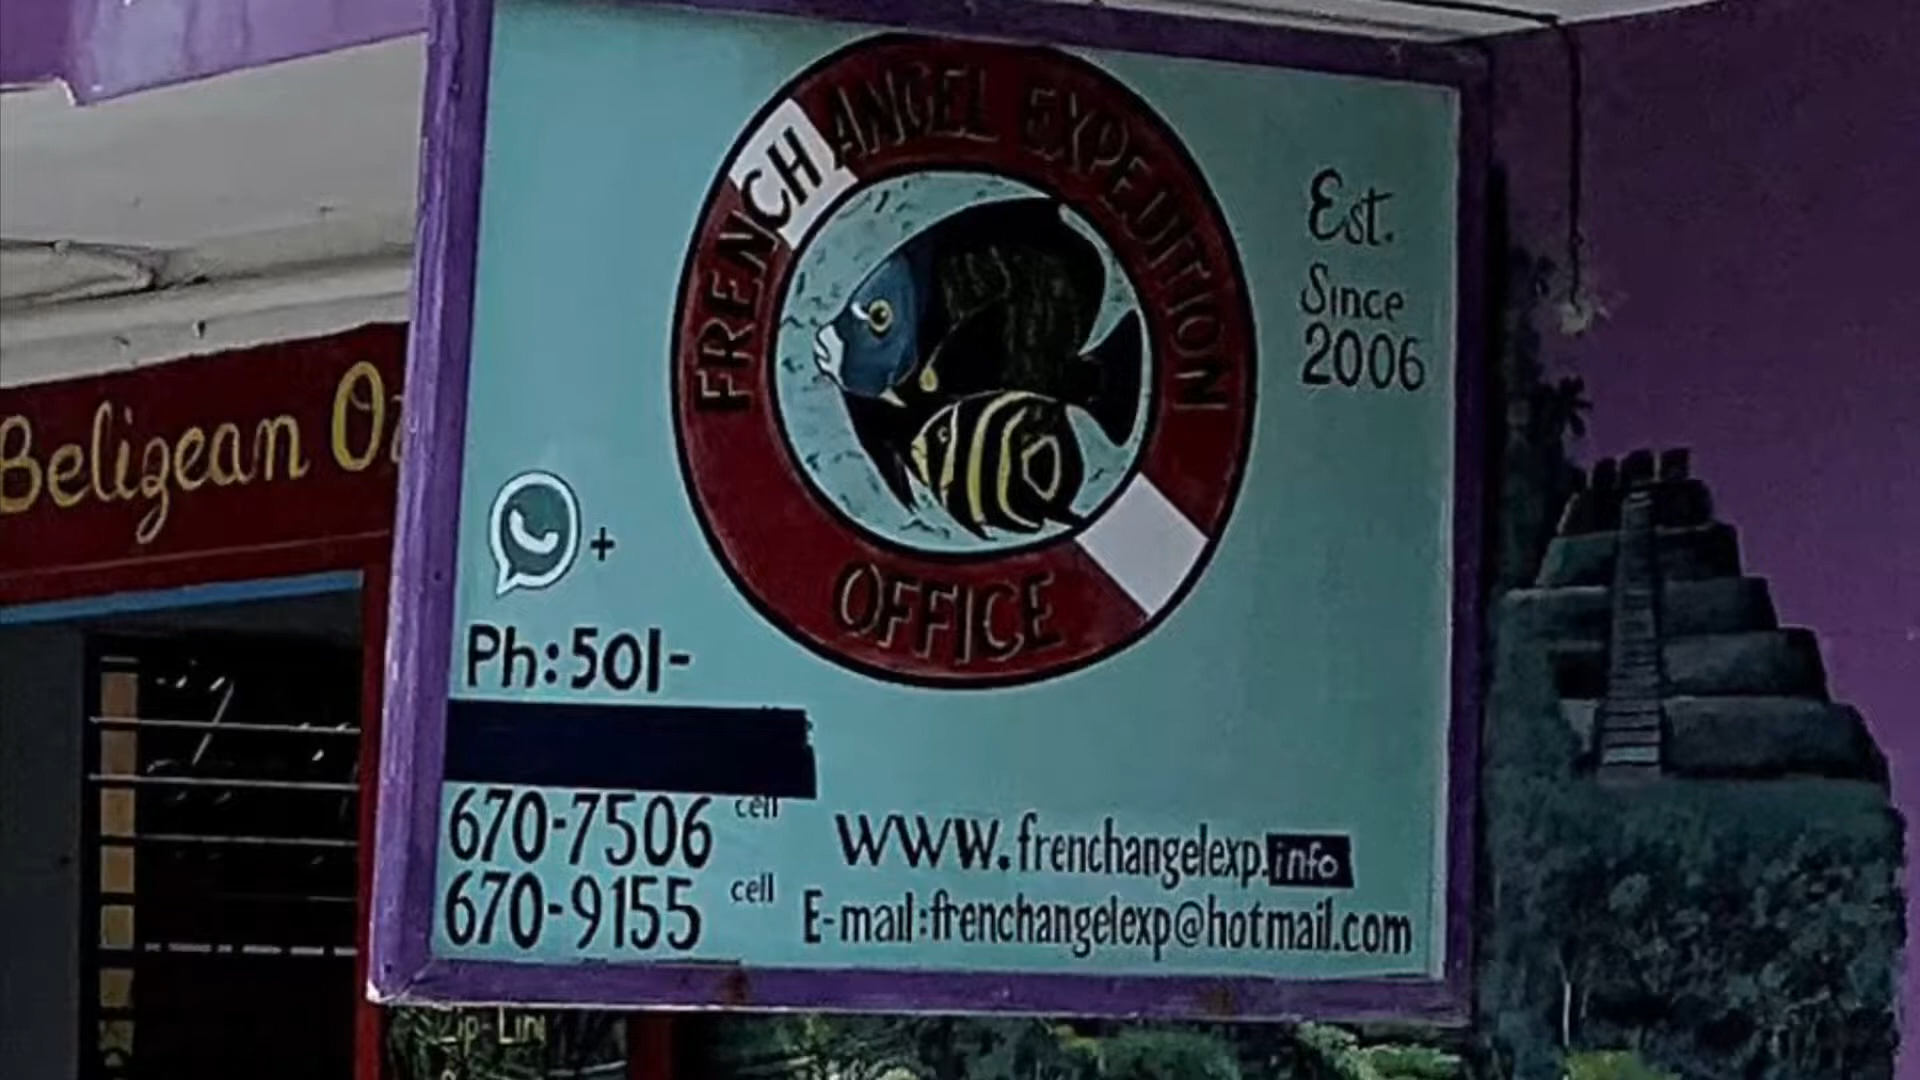 FRENCH ANGEL EXPEDITION
OFFICE
Est.
Since
2006
Belizean
+
Ph:501-
670-7506 cell
670-9155 cell
www.frenchangelexp.info
E-mail:frenchangelexp@hotmail.com